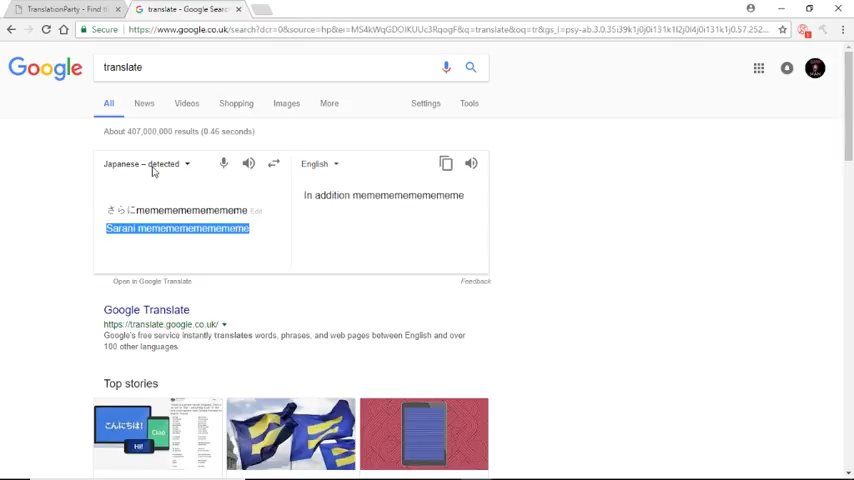 TranslationParty - Find t
translate - Google Sear
Secure
https://www.google.co.uk/search?dcr=0&source=hp&ei=MS4kWqGDOIKUUc3RqogF&q=translate&oq=tr&gs_l=psy-ab.3.0.35i39k1j0j0i131k1l2j0l4j0i131k1j0.57.252...
Google
translate
All News Videos Shopping Images More Settings Tools
About 407,000,000 results (0.46 seconds)
Japanese – detected
English
さらにmemememememememe Edit
In addition memememememememe
Sarani memememememememe
Open in Google Translate
Feedback
Google Translate
https://translate.google.co.uk/
Google's free service instantly translates words, phrases, and web pages between English and over
100 other languages.
Top stories
こんにちは!
Ciao
Hi!